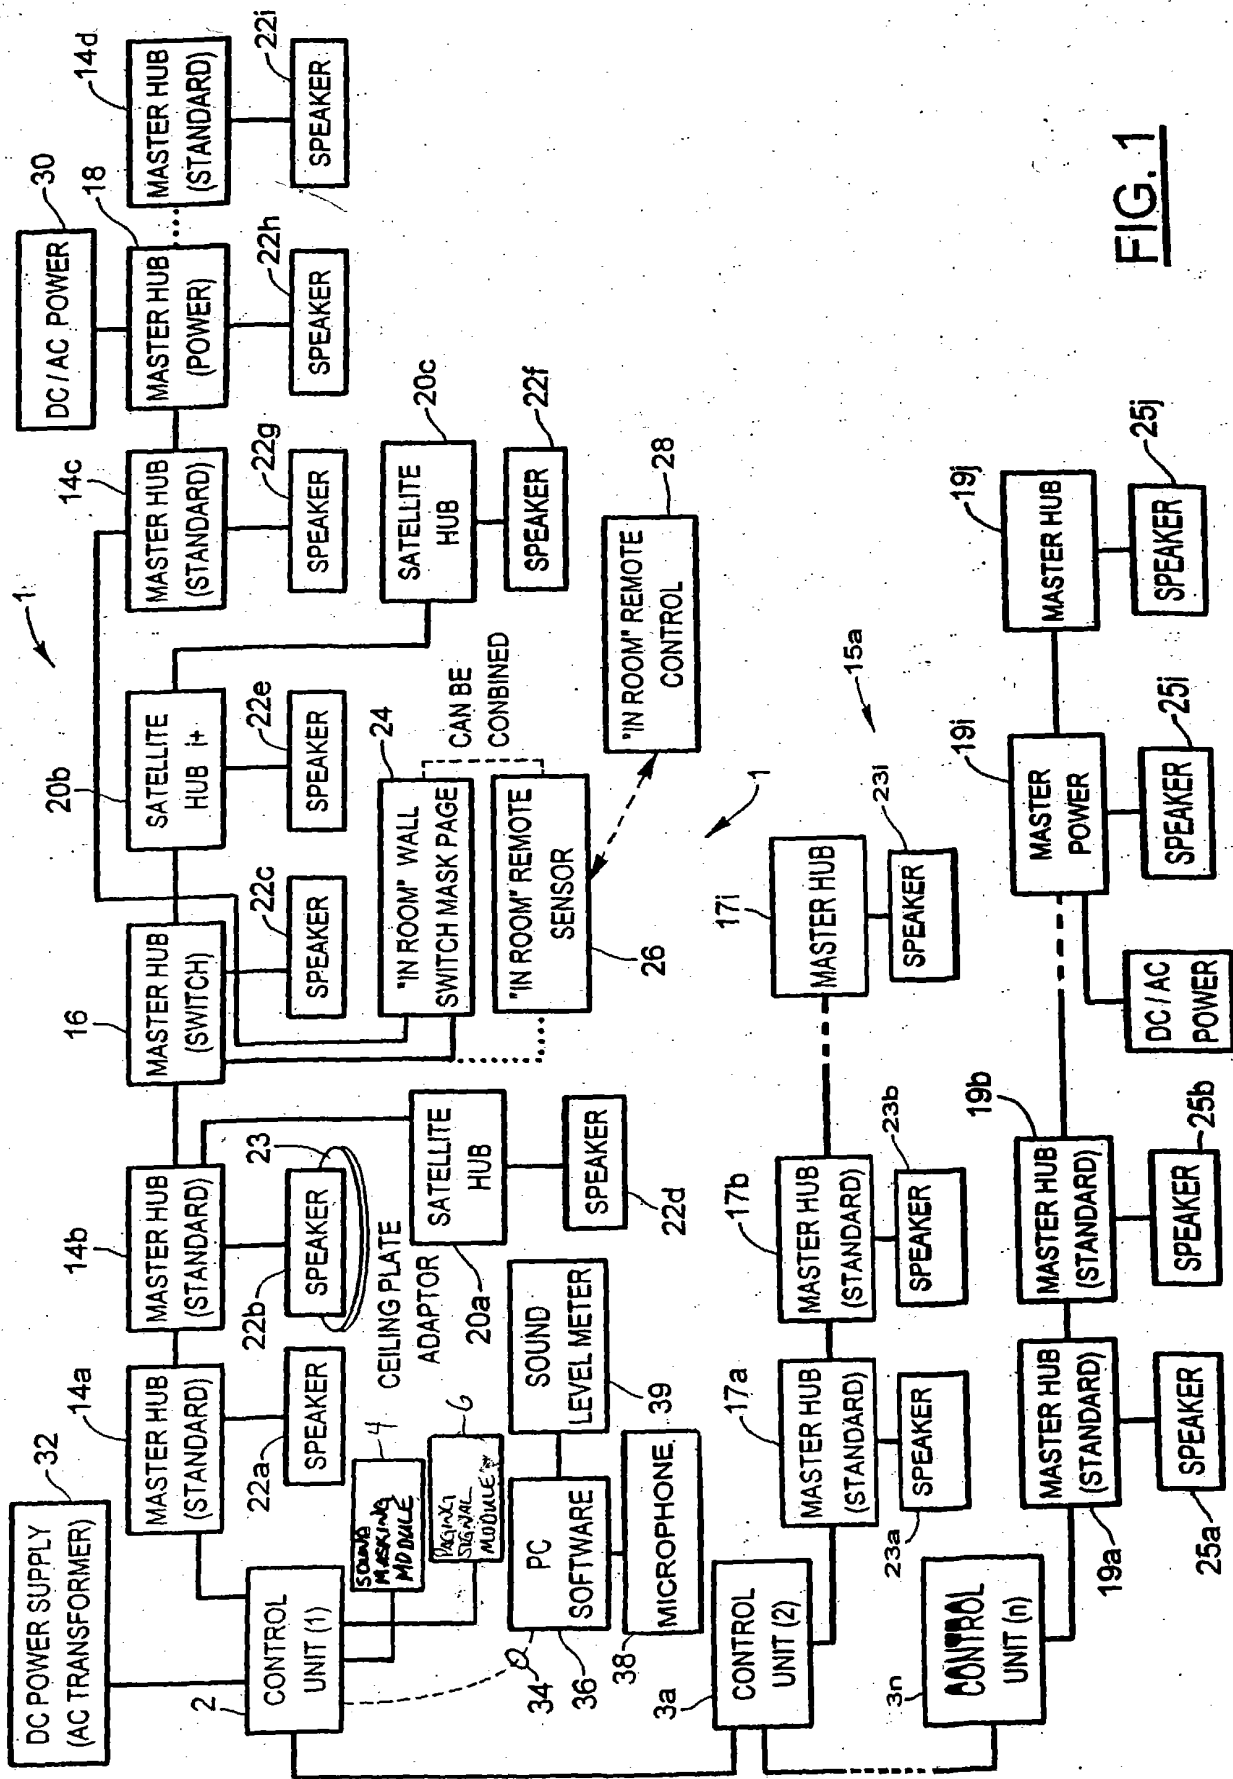 32
DC POWER SUPPLY
(AC TRANSFORMER)
14a
MASTER HUB
(STANDARD)
14b
MASTER HUB
(STANDARD)
16
MASTER HUB
(SWITCH)
20b
SATELLITE
HUB i+
1
14c
MASTER HUB
(STANDARD)
18
MASTER HUB
(POWER)
30
DC / AC POWER
14d
MASTER HUB
(STANDARD)
2
CONTROL
UNIT (1)
22a
SPEAKER
22b
SPEAKER
23
CEILING PLATE
ADAPTOR
22c
SPEAKER
22e
SPEAKER
22g
SPEAKER
22h
SPEAKER
22i
SPEAKER
4
SOUND
MASKING
MODULE
6
PAGING
SIGNAL
MODULE
20a
SATELLITE
HUB
22d
SPEAKER
24
"IN ROOM" WALL
SWITCH MASK PAGE
CAN BE
CONBINED
"IN ROOM" REMOTE
SENSOR
26
20c
SATELLITE
HUB
22f
SPEAKER
28
"IN ROOM" REMOTE
CONTROL
34
PC
SOFTWARE
36
SOUND
LEVEL METER
39
38
MICROPHONE
1
3a
CONTROL
UNIT (2)
17a
MASTER HUB
(STANDARD)
17b
MASTER HUB
(STANDARD)
17i
MASTER HUB
15a
23a
SPEAKER
23b
SPEAKER
23i
SPEAKER
3n
CONTROL
UNIT (n)
19a
MASTER HUB
(STANDARD)
19b
MASTER HUB
(STANDARD)
19i
MASTER
POWER
19j
MASTER HUB
25a
SPEAKER
25b
SPEAKER
DC / AC
POWER
25i
SPEAKER
25j
SPEAKER
FIG. 1